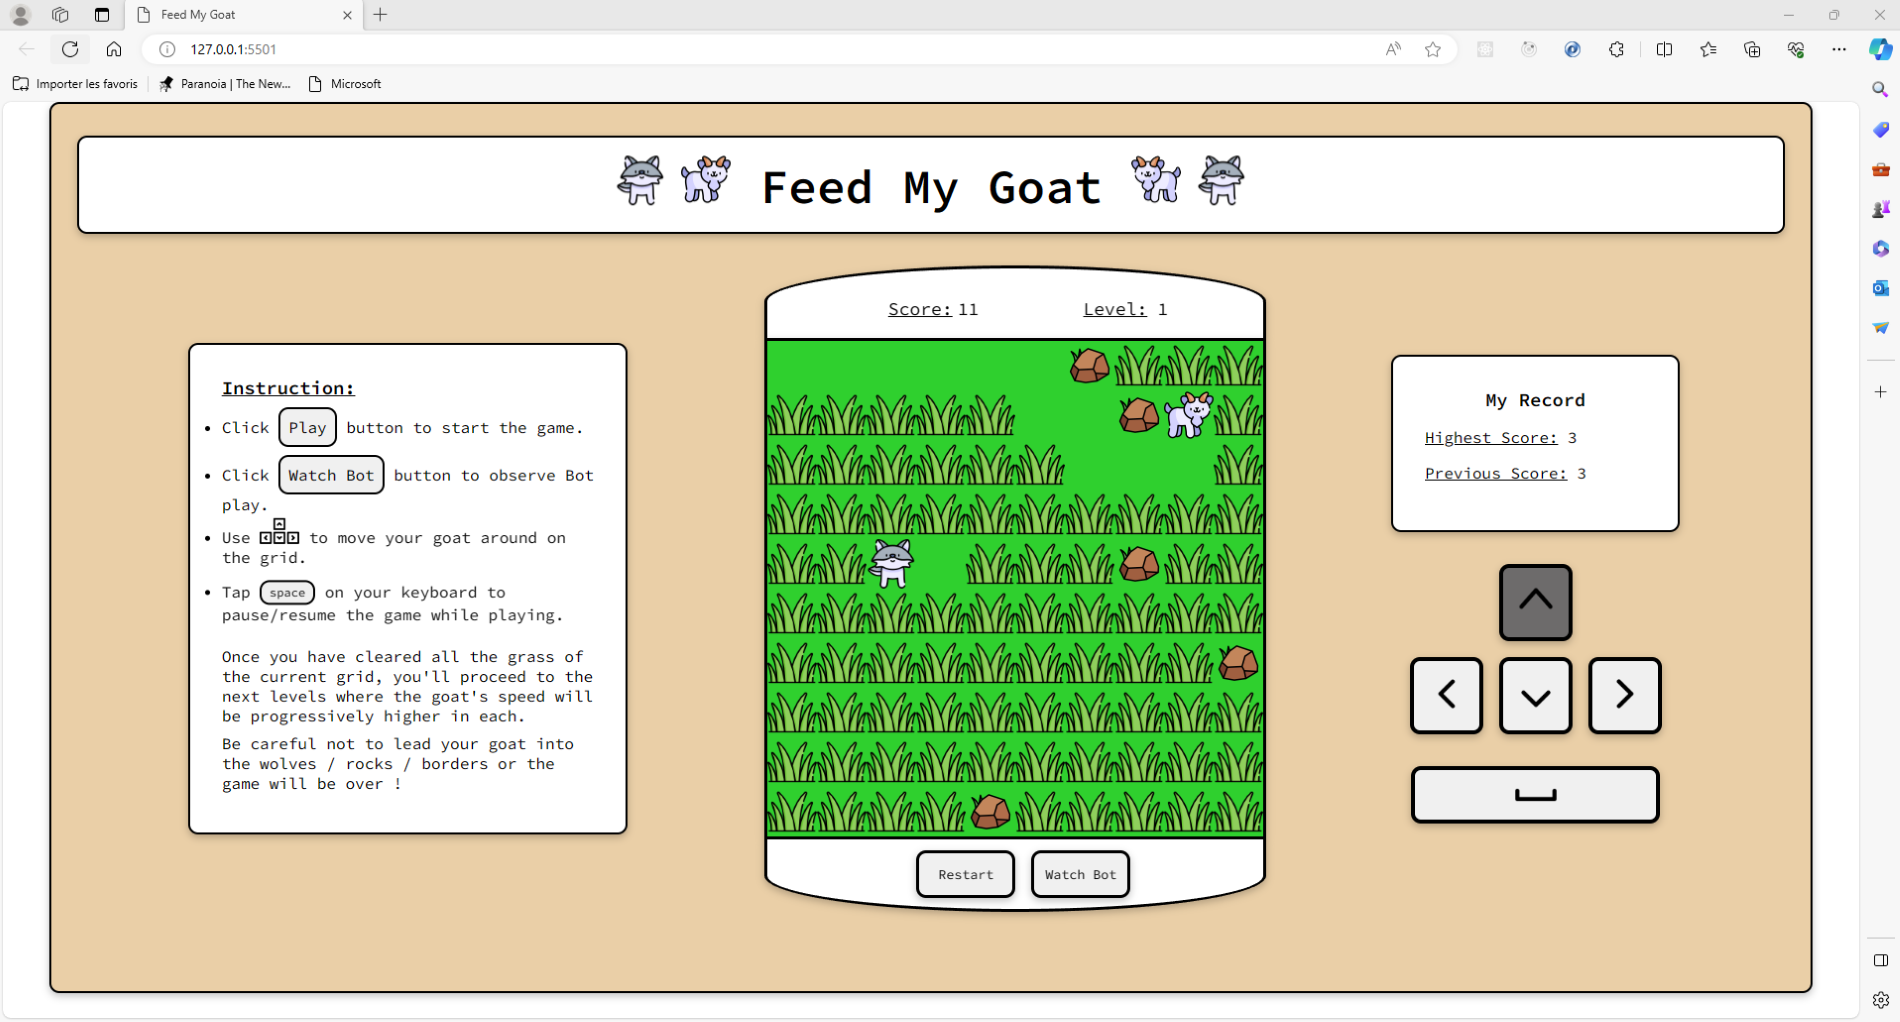 Feed My Goat
127.0.0.1:5501
Importer les favoris
Paranoia | The New...
Microsoft
Feed My Goat
Score: 11
Level: 1
Instruction:
• Click Play button to start the game.
• Click Watch Bot button to observe Bot
play.
• Use to move your goat around on
the grid.
• Tap space on your keyboard to
pause/resume the game while playing.
Once you have cleared all the grass of
the current grid, you'll proceed to the
next levels where the goat's speed will
be progressively higher in each.
Be careful not to lead your goat into
the wolves / rocks / borders or the
game will be over !
Restart
Watch Bot
My Record
Highest Score: 3
Previous Score: 3